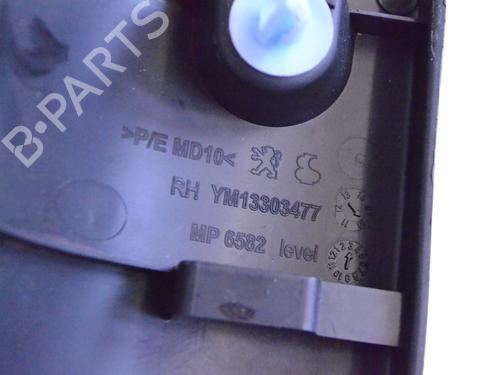 B-PARTS
>P/E MD10<
RH YM13303477
MP 6582 level